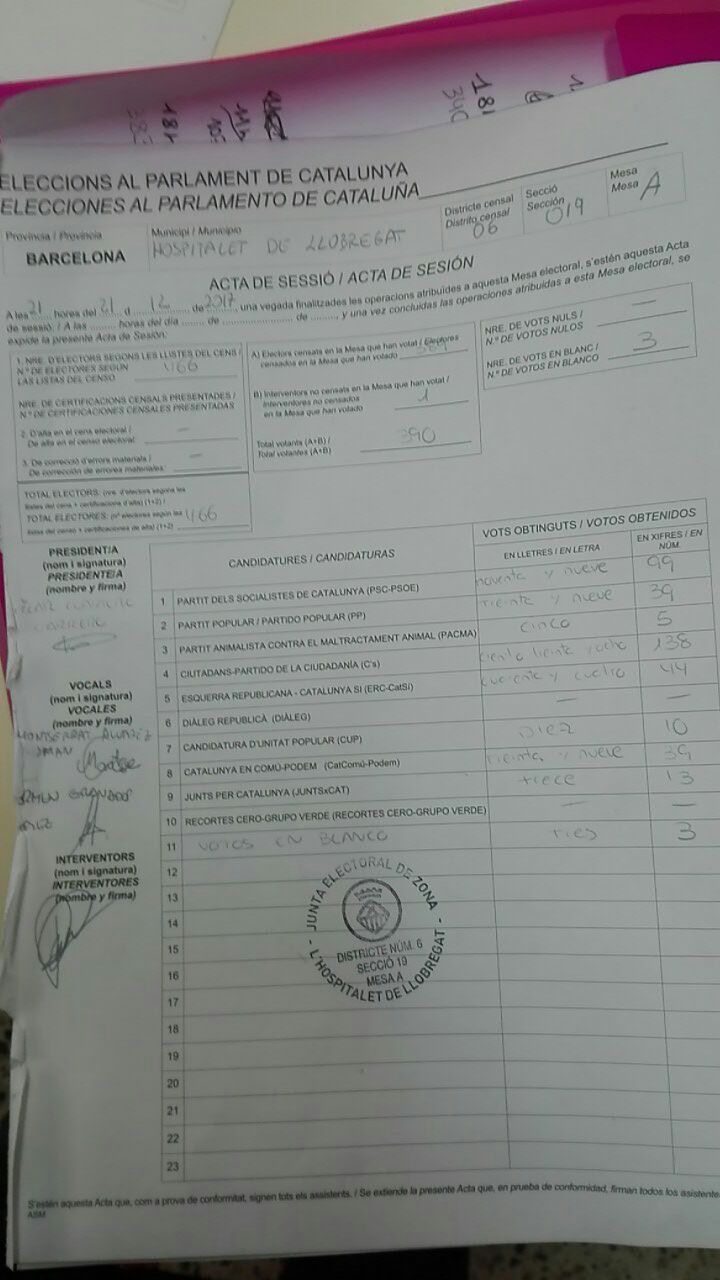 ELECCIONS AL PARLAMENT DE CATALUNYA
ELECCIONES AL PARLAMENTO DE CATALUÑA
Província / Provincia
BARCELONA
Municipi / Municipio
HOSPITALET DE LLOBREGAT
Districte censal
Distrito censal
06
Secció
Sección
019
Mesa
Mesa
A
ACTA DE SESSIÓ / ACTA DE SESIÓN
A les 21 hores del 21 d 12 de 2017, una vegada finalitzades les operacions atribuïdes a aquesta Mesa electoral, s'estén aquesta Acta
de sessió. / A las ........ horas del día ....... de ........................ de ........, y una vez concluidas las operaciones atribuidas a esta Mesa electoral, se
expide la presente Acta de Sesión:
1. NRE. D'ELECTORS SEGONS LES LLISTES DEL CENS /
N.º DE ELECTORES SEGÚN
LAS LISTAS DEL CENSO
466
NRE. DE CERTIFICACIONS CENSALS PRESENTADES /
N.º DE CERTIFICACIONES CENSALES PRESENTADAS
2. D'alta en el cens electoral /
De alta en el censo electoral: —
3. De correcció d'errors materials /
De corrección de errores materiales: —
TOTAL ELECTORS: (nre. d'electors segons les
llistes del cens + certificacions d'alta) (1+2) /
TOTAL ELECTORES: (nº electores según las
listas del censo + certificaciones de alta) (1+2)
466
A) Electors censats en la Mesa que han votat / Electores
censados en la Mesa que han votado
B) Interventors no censats en la Mesa que han votat /
Interventores no censados
en la Mesa que han votado
1
Total votants (A+B) /
Total votantes (A+B)
390
NRE. DE VOTS NULS /
N.º DE VOTOS NULOS
—
NRE. DE VOTS EN BLANC /
N.º DE VOTOS EN BLANCO
3
PRESIDENT/A
(nom i signatura)
PRESIDENTE/A
(nombre y firma)
VOCALS
(nom i signatura)
VOCALES
(nombre y firma)
MONTSERRAT
Montse
INTERVENTORS
(nom i signatura)
INTERVENTORES
(nombre y firma)
CANDIDATURES / CANDIDATURAS
VOTS OBTINGUTS / VOTOS OBTENIDOS
EN LLETRES / EN LETRA
EN XIFRES / EN NÚM.
1 PARTIT DELS SOCIALISTES DE CATALUNYA (PSC-PSOE) noventa y nueve 99
2 PARTIT POPULAR / PARTIDO POPULAR (PP) treinta y nueve 39
3 PARTIT ANIMALISTA CONTRA EL MALTRACTAMENT ANIMAL (PACMA) cinco 5
4 CIUTADANS-PARTIDO DE LA CIUDADANÍA (C's) ciento treinta y ocho 138
5 ESQUERRA REPUBLICANA - CATALUNYA SÍ (ERC-CatSí) cuarenta y cuatro 44
6 DIÀLEG REPUBLICÀ (DIÀLEG) — —
7 CANDIDATURA D'UNITAT POPULAR (CUP) Diez 10
8 CATALUNYA EN COMÚ-PODEM (CatComú-Podem) treinta y nueve 39
9 JUNTS PER CATALUNYA (JUNTSxCAT) trece 13
10 RECORTES CERO-GRUPO VERDE (RECORTES CERO-GRUPO VERDE) — —
11 VOTOS EN BLANCO tres 3
12
13
14
15
16
17
18
19
20
21
22
23
JUNTA ELECTORAL DE ZONA
DISTRICTE NÚM. 6
SECCIÓ 19
MESA A
L'HOSPITALET DE LLOBREGAT
S'estén aquesta Acta que, com a prova de conformitat, signen tots els assistents. / Se extiende la presente Acta que, en prueba de conformidad, firman todos los asistente
ASM